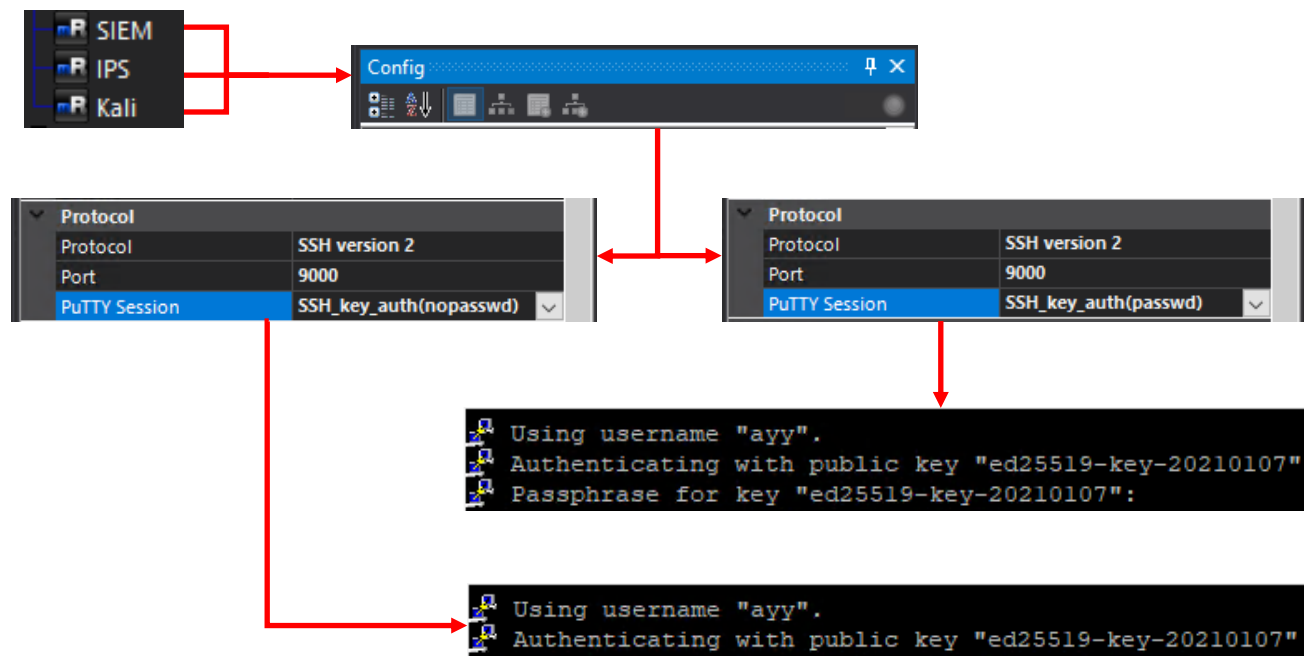 SIEM
IPS
Kali
Config
Protocol
Protocol SSH version 2
Port 9000
PuTTY Session SSH_key_auth(nopasswd)
Protocol
Protocol SSH version 2
Port 9000
PuTTY Session SSH_key_auth(passwd)
Using username "ayy".
Authenticating with public key "ed25519-key-20210107"
Passphrase for key "ed25519-key-20210107":
Using username "ayy".
Authenticating with public key "ed25519-key-20210107"